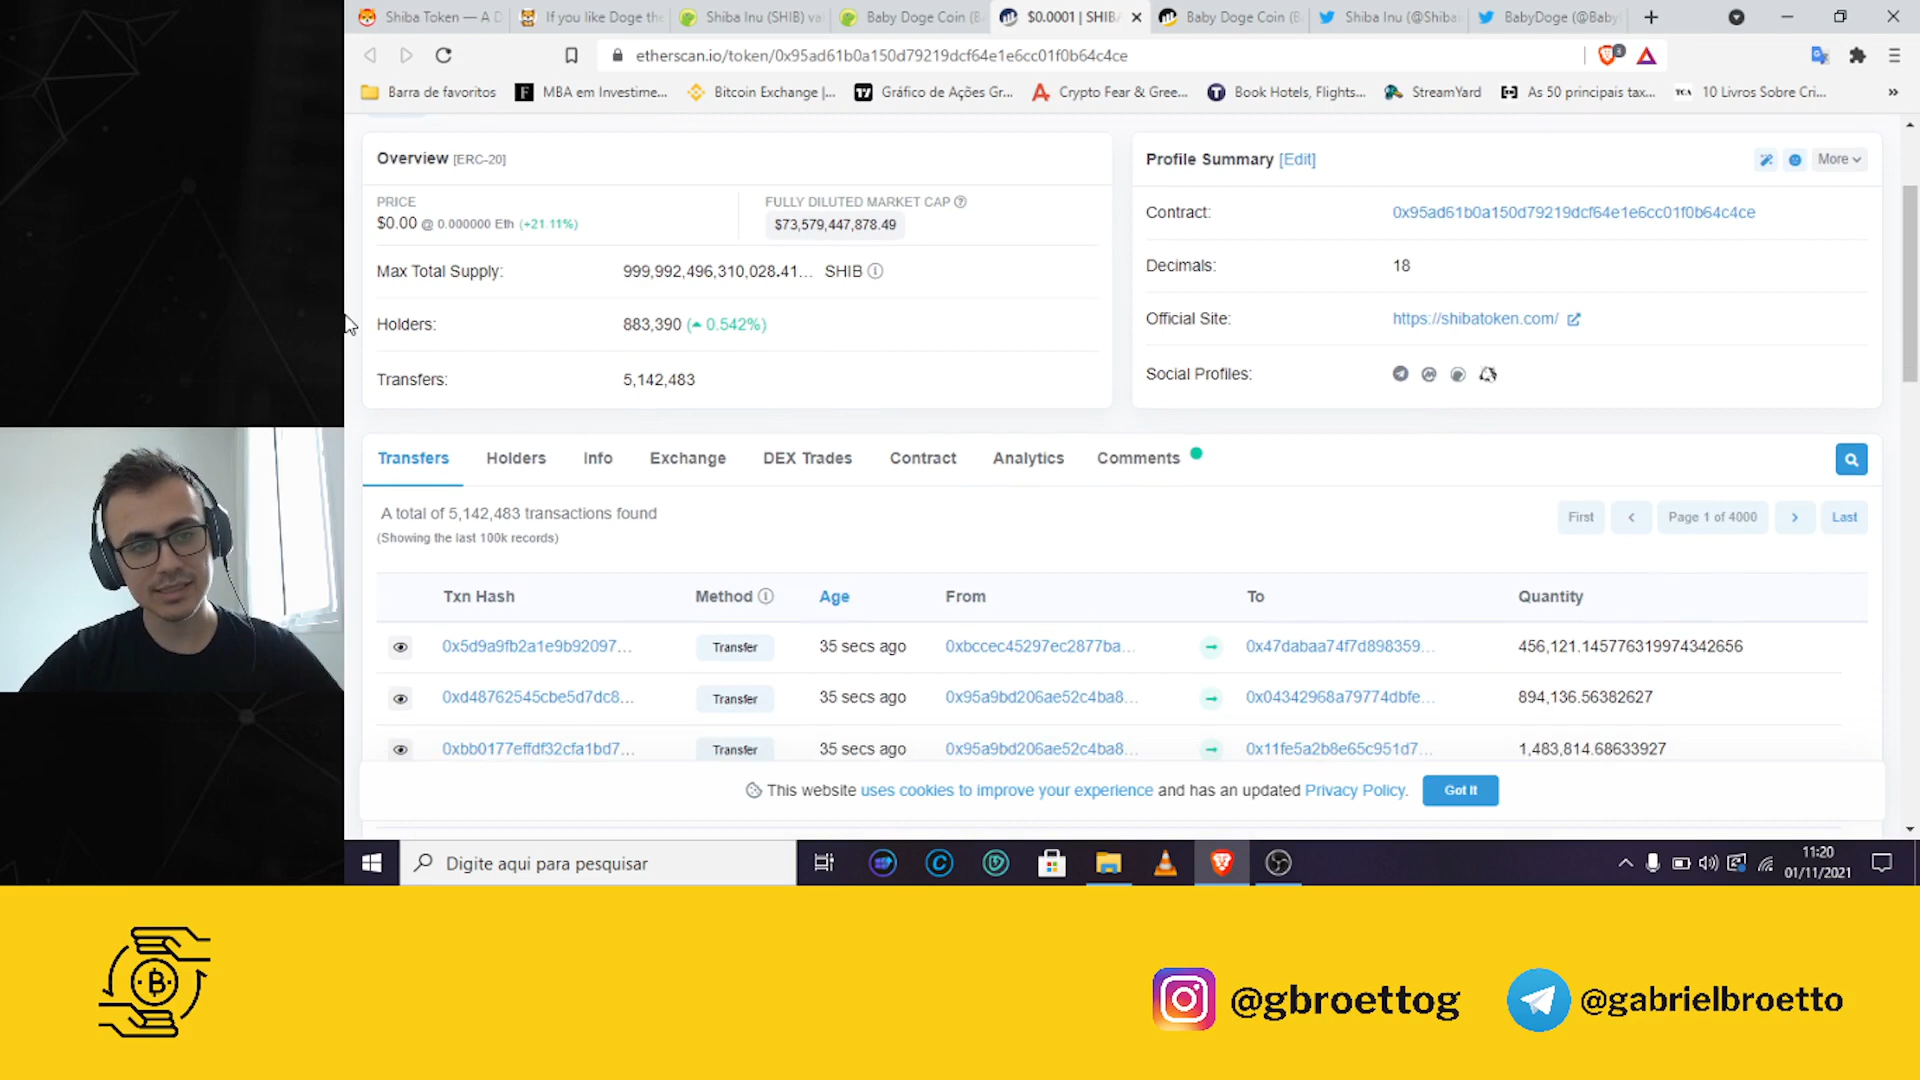 Shiba Token — A D
If you like Doge the
Shiba Inu (SHIB) va
Baby Doge Coin (BA
$0.0001 | SHIBA
Baby Doge Coin (B
Shiba Inu (@Shiba
BabyDoge (@Baby
etherscan.io/token/0x95ad61b0a150d79219dcf64e1e6cc01f0b64c4ce
3
Barra de favoritos
MBA em Investime...
Bitcoin Exchange |...
Gráfico de Ações Gr...
Crypto Fear & Gree...
Book Hotels, Flights...
StreamYard
As 50 principais tax...
TCA
10 Livros Sobre Cri...
Overview [ERC-20]
PRICE
$0.00 @ 0.000000 Eth (+21.11%)
FULLY DILUTED MARKET CAP
$73,579,447,878.49
Max Total Supply:
999,992,496,310,028.41... SHIB
Holders:
883,390 (0.542%)
Transfers:
5,142,483
Profile Summary [Edit]
More
Contract:
0x95ad61b0a150d79219dcf64e1e6cc01f0b64c4ce
Decimals:
18
Official Site:
https://shibatoken.com/
Social Profiles:
Transfers
Holders
Info
Exchange
DEX Trades
Contract
Analytics
Comments
A total of 5,142,483 transactions found
(Showing the last 100k records)
First
Page 1 of 4000
Last
Txn Hash
Method
Age
From
To
Quantity
0x5d9a9fb2a1e9b92097...
Transfer
35 secs ago
0xbccec45297ec2877ba...
0x47dabaa74f7d898359...
456,121.145776319974342656
0xd48762545cbe5d7dc8...
Transfer
35 secs ago
0x95a9bd206ae52c4ba8...
0x04342968a79774dbfe...
894,136.56382627
0xbb0177effdf32cfa1bd7...
Transfer
35 secs ago
0x95a9bd206ae52c4ba8...
0x11fe5a2b8e65c951d7...
1,483,814.68633927
This website uses cookies to improve your experience and has an updated Privacy Policy.
Got It
Digite aqui para pesquisar
11:20
01/11/2021
@gbroettog
@gabrielbroetto